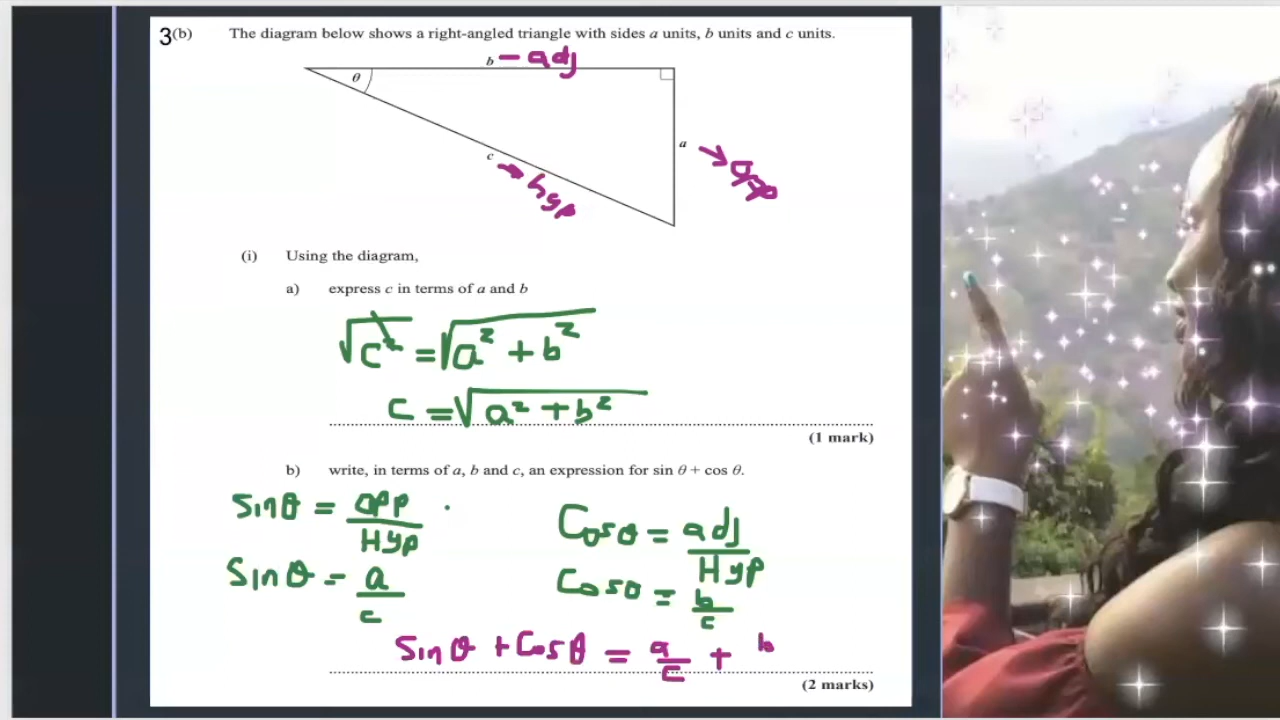 3(b) The diagram below shows a right-angled triangle with sides a units, b units and c units.
b - adj
θ
a → opp
c → hyp
(i) Using the diagram,
a) express c in terms of a and b
√c² = √a² + b²
c = √a² + b²
(1 mark)
b) write, in terms of a, b and c, an expression for sin θ + cos θ.
Sinθ = opp/Hyp
Cosθ = adj/Hyp
Sinθ = a/c
Cosθ = b/c
Sinθ + Cosθ = a/c + b
(2 marks)